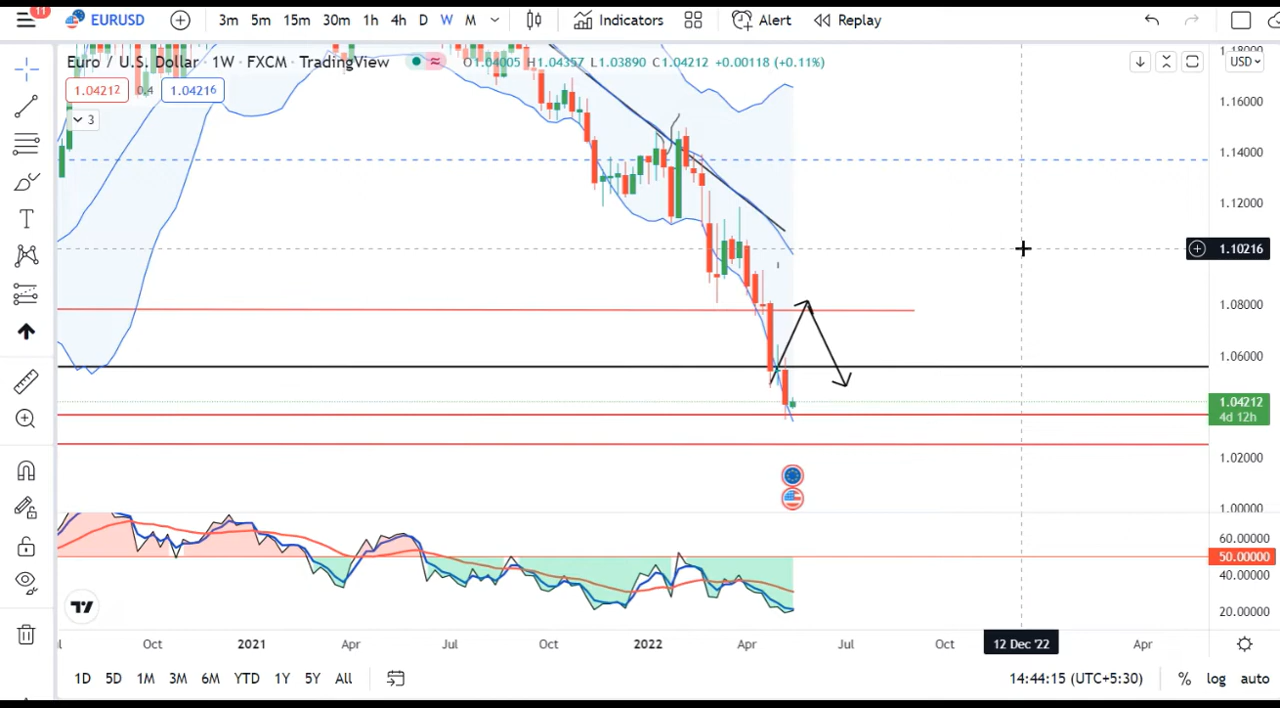 11
EURUSD 3m 5m 15m 30m 1h 4h D W M Indicators Alert Replay
Euro / U.S. Dollar · 1W · FXCM · TradingView O1.04005 H1.04357 L1.03890 C1.04212 +0.00118 (+0.11%)
1.04212 0.4 1.04216
3
USD
1.18000
1.16000
1.14000
1.12000
1.10216
1.08000
1.06000
1.04212
4d 12h
1.02000
1.00000
60.00000
50.00000
40.00000
20.00000
Oct 2021 Apr Jul Oct 2022 Apr Jul Oct 12 Dec '22 Apr
1D 5D 1M 3M 6M YTD 1Y 5Y All 14:44:15 (UTC+5:30) % log auto